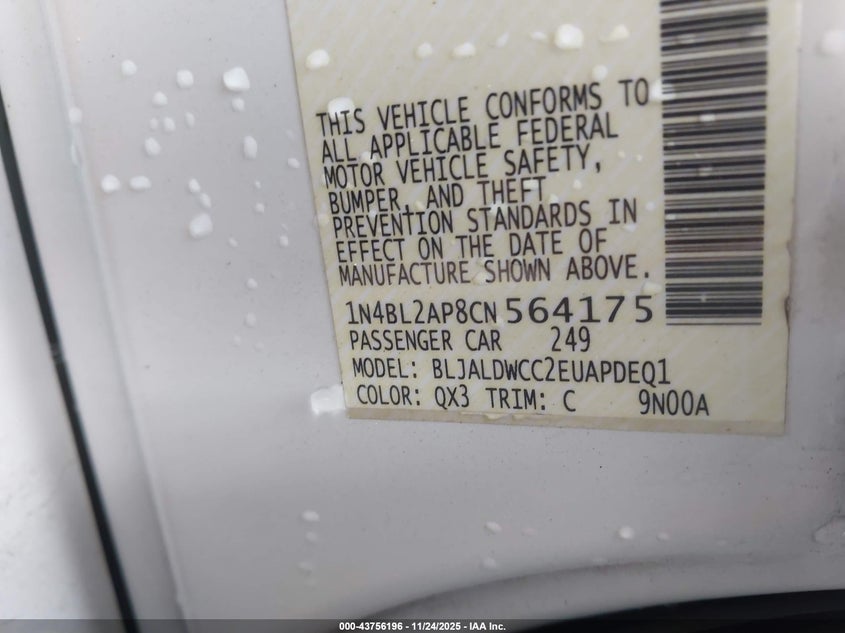 THIS VEHICLE CONFORMS TO
ALL APPLICABLE FEDERAL
MOTOR VEHICLE SAFETY,
BUMPER, AND THEFT
PREVENTION STANDARDS IN
EFFECT ON THE DATE OF
MANUFACTURE SHOWN ABOVE.
1N4BL2AP8CN564175
PASSENGER CAR 249
MODEL: BLJALDWCC2EUAPDEQ1
COLOR: QX3 TRIM: C 9N00A
000-43756196 - 11/24/2025 - IAA Inc.